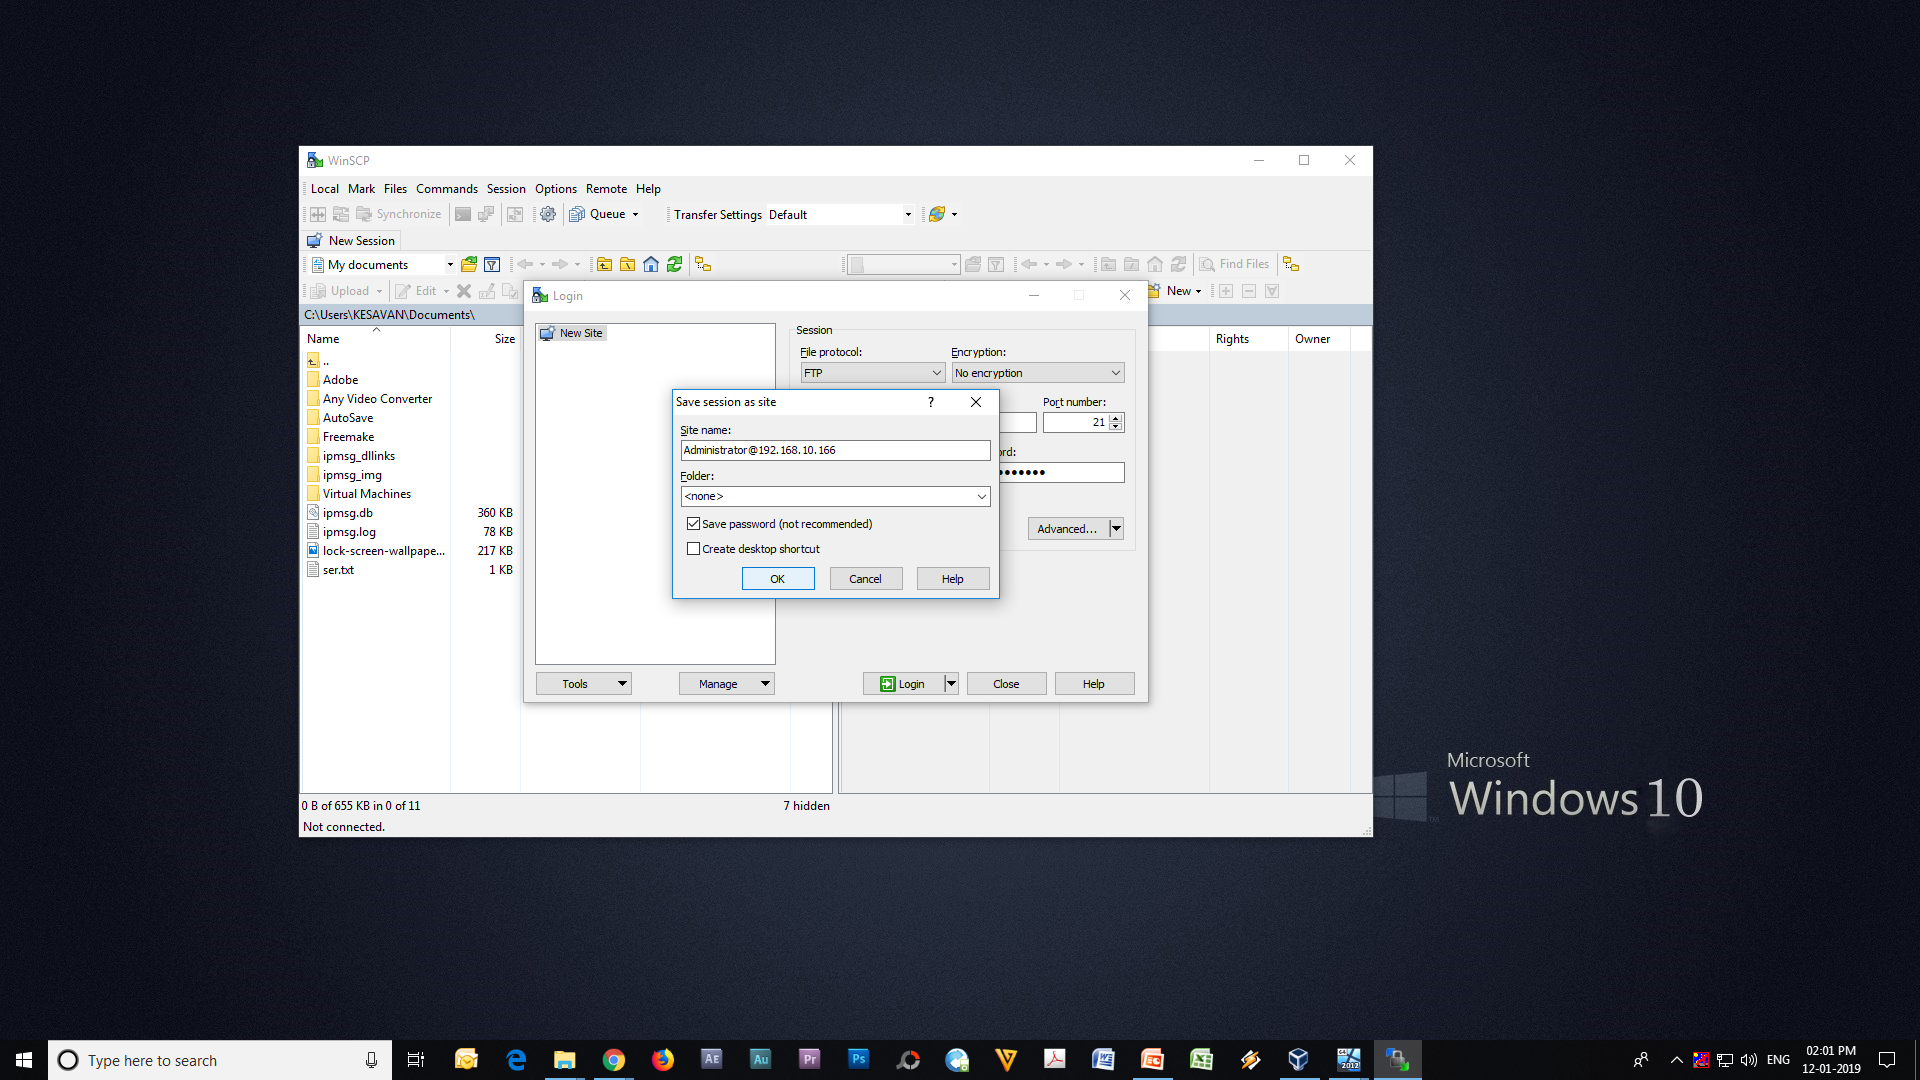 WinSCP
Local Mark Files Commands Session Options Remote Help
Synchronize Queue Transfer Settings Default
New Session
My documents Find Files
Upload Edit New
C:\Users\KESAVAN\Documents\
Name Size Rights Owner
..
Adobe
Any Video Converter
AutoSave
Freemake
ipmsg_dllinks
ipmsg_img
Virtual Machines
ipmsg.db 360 KB
ipmsg.log 78 KB
lock-screen-wallpape... 217 KB
ser.txt 1 KB
Login
New Site
Session
File protocol: Encryption:
FTP No encryption
Port number:
21
ord:
Advanced...
Save session as site ?
Site name:
Administrator@192.168.10.166
Folder:
<none>
Save password (not recommended)
Create desktop shortcut
OK Cancel Help
Tools Manage Login Close Help
0 B of 655 KB in 0 of 11 7 hidden
Not connected.
Microsoft
Windows 10
Type here to search
AE Au Pr Ps
2012
ENG
02:01 PM
12-01-2019